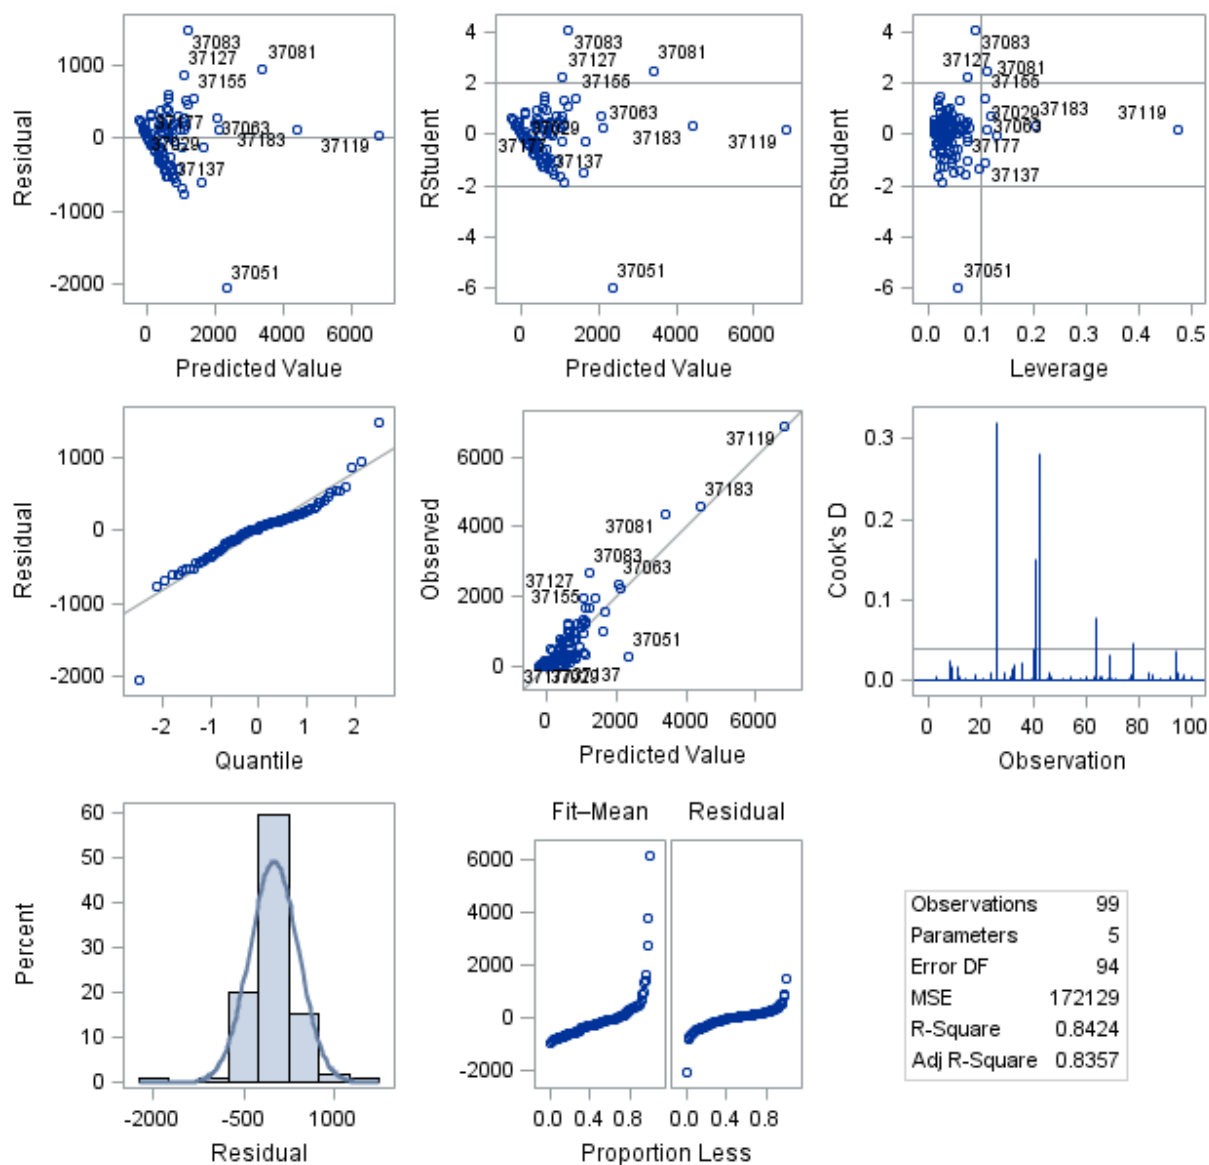 37083
37081
37127
37155
37177
37063
37183
37119
37029
37137
37051
1000
0
-1000
-2000
Residual
0 2000 4000 6000
Predicted Value
37083
37127
37081
37155
37063
37029
37183
37119
37177
37137
37051
4
2
0
-2
-4
-6
RStudent
0 2000 4000 6000
Predicted Value
37083
37127
37081
37155
37029
37183
37119
37063
37177
37137
37051
4
2
0
-2
-4
-6
RStudent
0.0 0.1 0.2 0.3 0.4 0.5
Leverage
1000
0
-1000
-2000
Residual
-2 -1 0 1 2
Quantile
37119
37183
37081
37083
37127
37063
37155
37051
37137
6000
4000
2000
0
Observed
0 2000 4000 6000
Predicted Value
0.3
0.2
0.1
0.0
Cook's D
0 20 40 60 80 100
Observation
60
50
40
30
20
10
0
Percent
-2000 -500 1000
Residual
Fit–Mean Residual
6000
4000
2000
0
-2000
0.0 0.4 0.8 0.0 0.4 0.8
Proportion Less
Observations 99
Parameters 5
Error DF 94
MSE 172129
R-Square 0.8424
Adj R-Square 0.8357